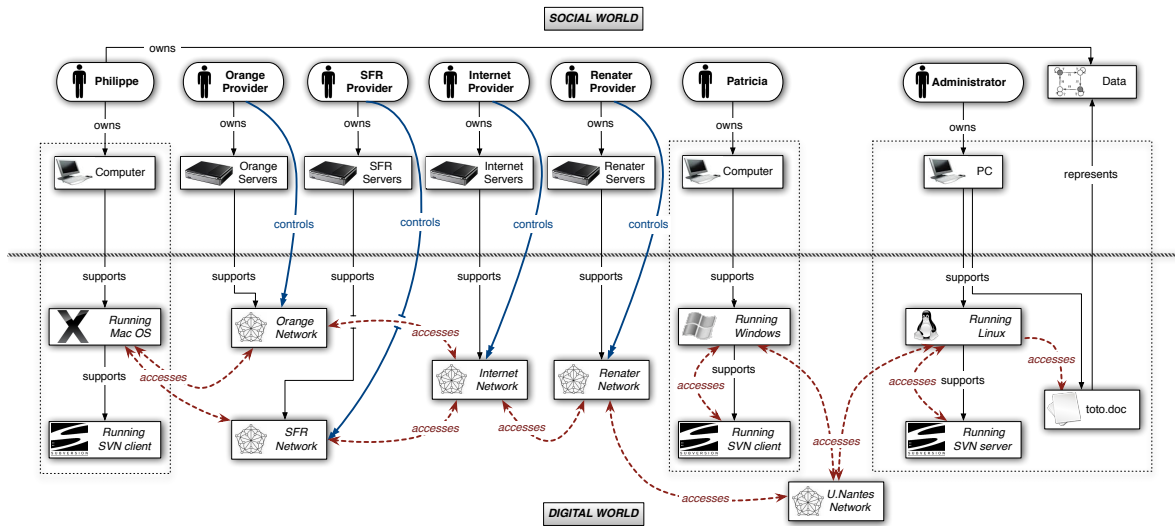 SOCIAL WORLD
owns
Philippe
Orange
Provider
SFR
Provider
Internet
Provider
Renater
Provider
Patricia
Administrator
Data
owns
owns
owns
owns
owns
owns
owns
Computer
Orange
Servers
SFR
Servers
Internet
Servers
Renater
Servers
Computer
PC
represents
controls
controls
controls
controls
supports
supports
supports
supports
supports
supports
supports
Running
Mac OS
Orange
Network
accesses
Internet
Network
Renater
Network
Running
Windows
Running
Linux
accesses
supports
accesses
accesses
supports
accesses
supports
toto.doc
Running
SVN client
SUBVERSION
SFR
Network
accesses
accesses
Running
SVN client
SUBVERSION
accesses
Running
SVN server
SUBVERSION
accesses
U.Nantes
Network
DIGITAL WORLD